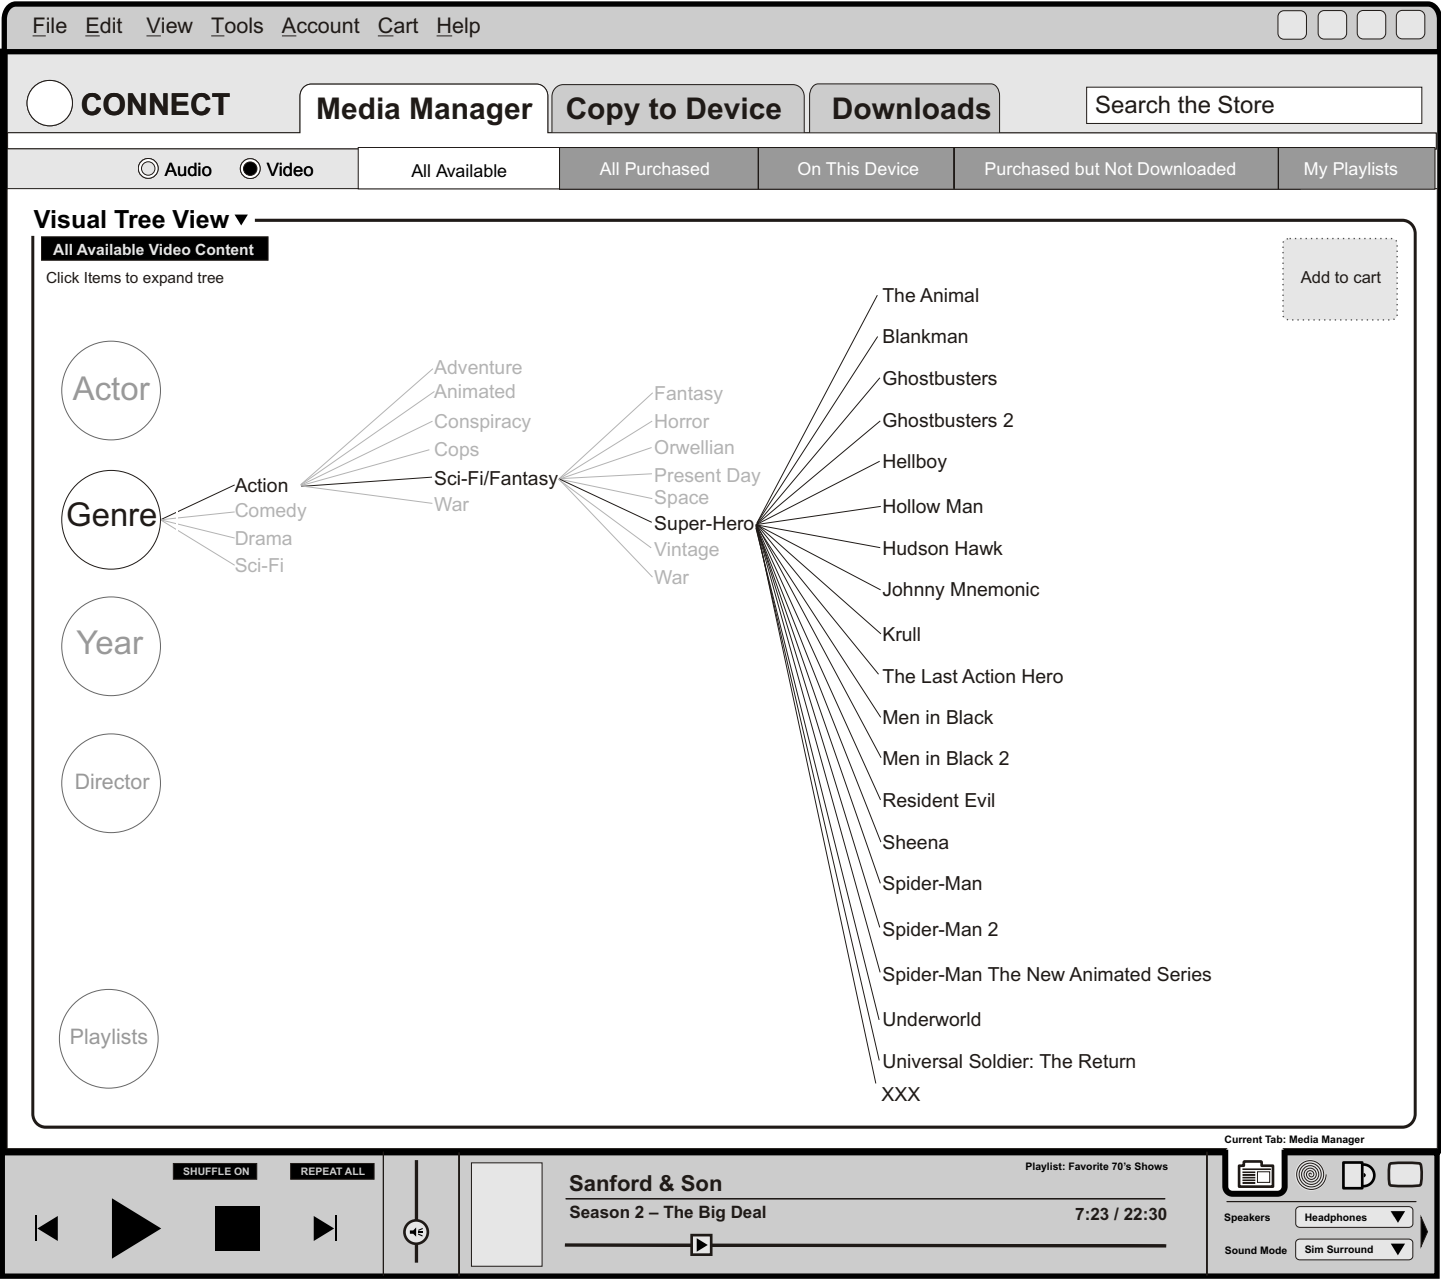 File Edit View Tools Account Cart Help
CONNECT
Media Manager
Copy to Device
Downloads
Search the Store
Audio
Video
All Available
All Purchased
On This Device
Purchased but Not Downloaded
My Playlists
Visual Tree View
All Available Video Content
Click Items to expand tree
Add to cart
Actor
Genre
Year
Director
Playlists
Action
Comedy
Drama
Sci-Fi
Adventure
Animated
Conspiracy
Cops
Sci-Fi/Fantasy
War
Fantasy
Horror
Orwellian
Present Day
Space
Super-Hero
Vintage
War
The Animal
Blankman
Ghostbusters
Ghostbusters 2
Hellboy
Hollow Man
Hudson Hawk
Johnny Mnemonic
Krull
The Last Action Hero
Men in Black
Men in Black 2
Resident Evil
Sheena
Spider-Man
Spider-Man 2
Spider-Man The New Animated Series
Underworld
Universal Soldier: The Return
XXX
Current Tab: Media Manager
SHUFFLE ON
REPEAT ALL
Playlist: Favorite 70's Shows
Sanford & Son
Season 2 – The Big Deal
7:23 / 22:30
Speakers
Headphones
Sound Mode
Sim Surround